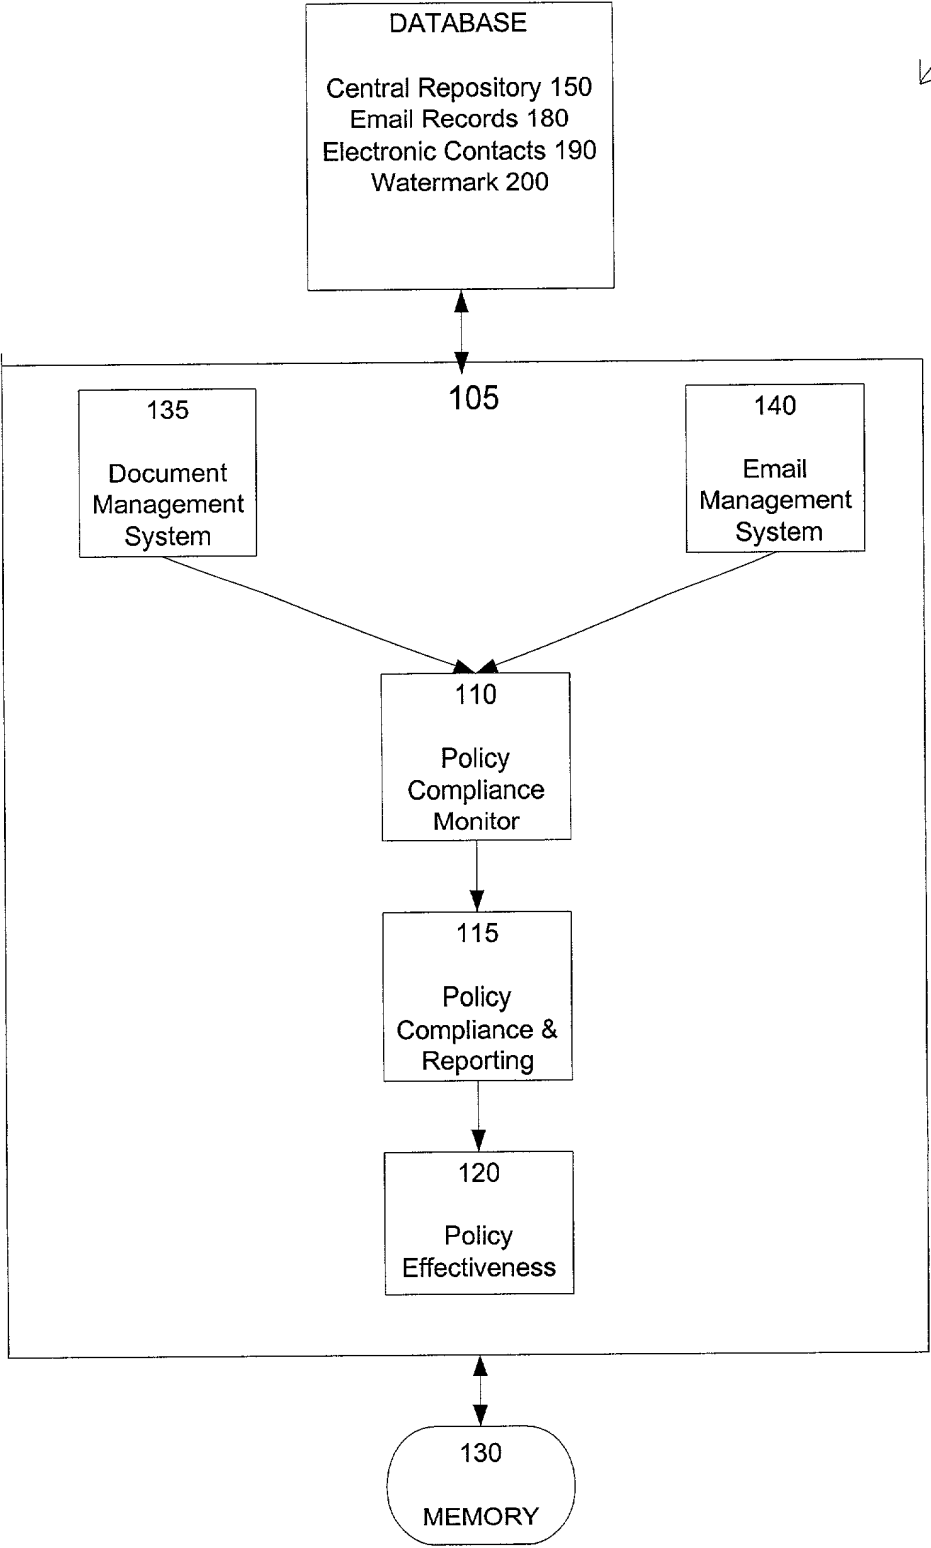 DATABASE
Central Repository 150
Email Records 180
Electronic Contacts 190
Watermark 200
105
135
Document
Management
System
140
Email
Management
System
110
Policy
Compliance
Monitor
115
Policy
Compliance &
Reporting
120
Policy
Effectiveness
130
MEMORY